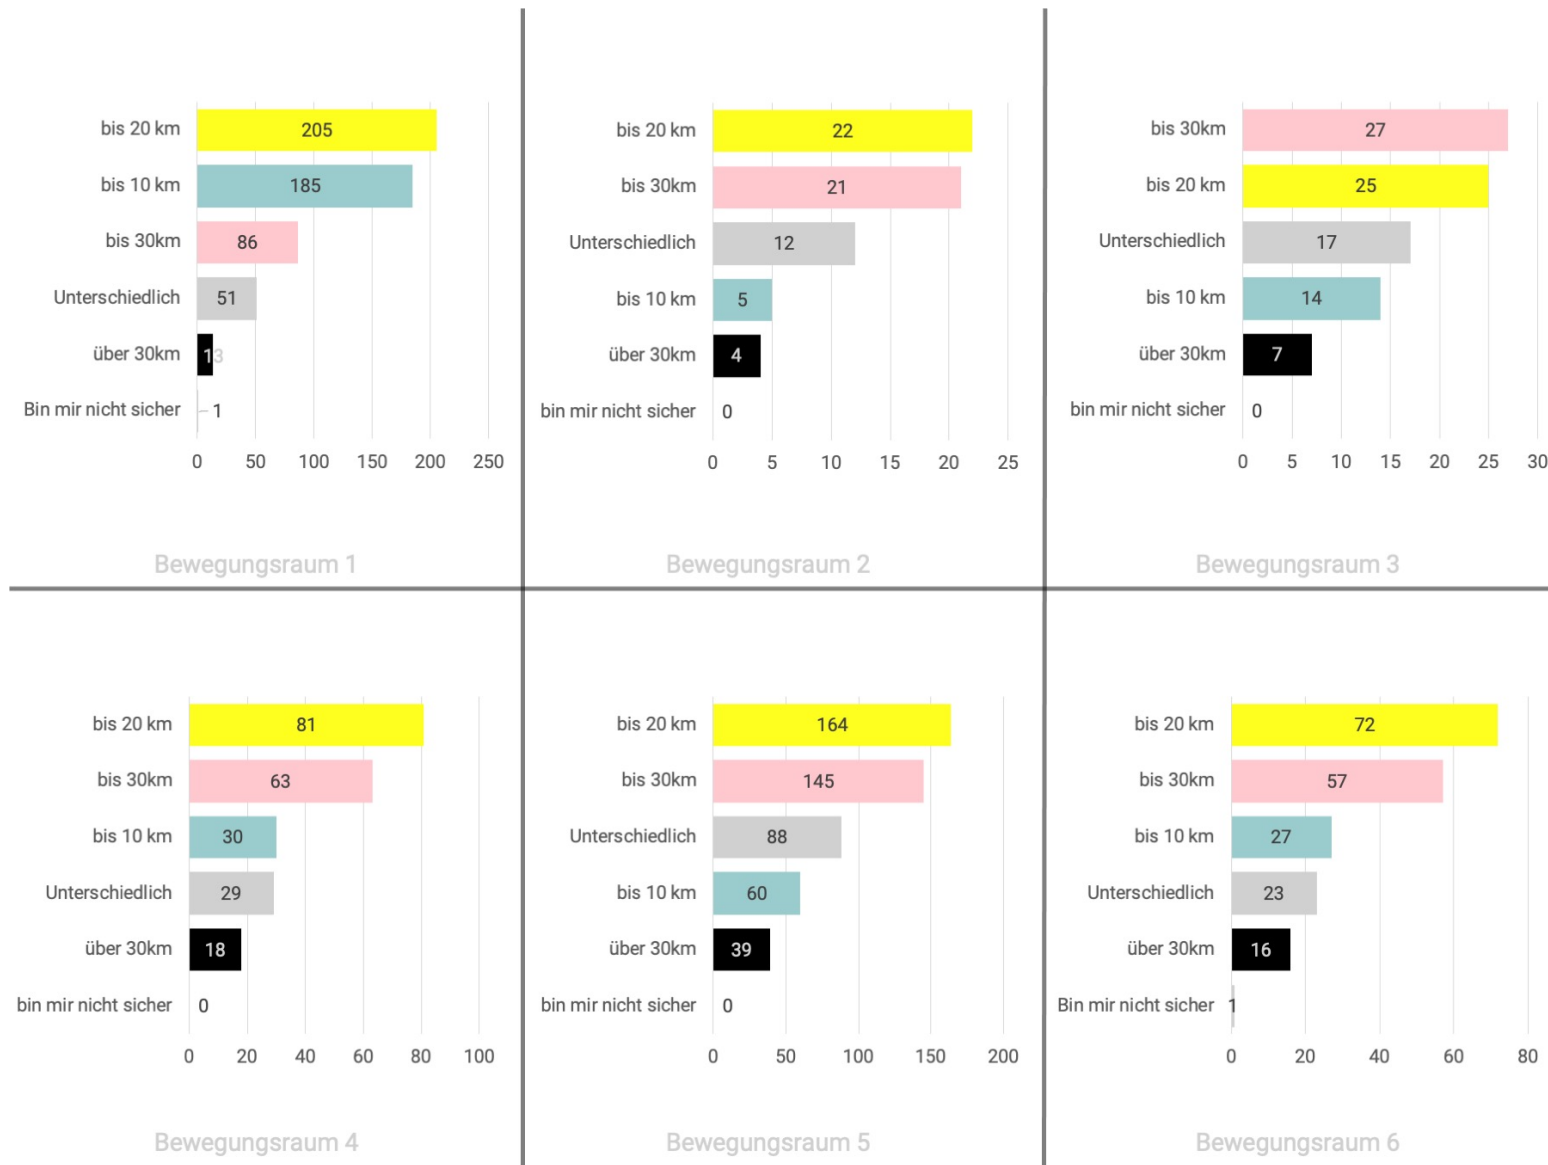 bis 20 km 205
bis 10 km 185
bis 30km 86
Unterschiedlich 51
über 30km 13
Bin mir nicht sicher 1
0 50 100 150 200 250
Bewegungsraum 1
bis 20 km 22
bis 30km 21
Unterschiedlich 12
bis 10 km 5
über 30km 4
bin mir nicht sicher 0
0 5 10 15 20 25
Bewegungsraum 2
bis 30km 27
bis 20 km 25
Unterschiedlich 17
bis 10 km 14
über 30km 7
bin mir nicht sicher 0
0 5 10 15 20 25 30
Bewegungsraum 3
bis 20 km 81
bis 30km 63
bis 10 km 30
Unterschiedlich 29
über 30km 18
bin mir nicht sicher 0
0 20 40 60 80 100
Bewegungsraum 4
bis 20 km 164
bis 30km 145
Unterschiedlich 88
bis 10 km 60
über 30km 39
bin mir nicht sicher 0
0 50 100 150 200
Bewegungsraum 5
bis 20 km 72
bis 30km 57
bis 10 km 27
Unterschiedlich 23
über 30km 16
Bin mir nicht sicher 1
0 20 40 60 80
Bewegungsraum 6